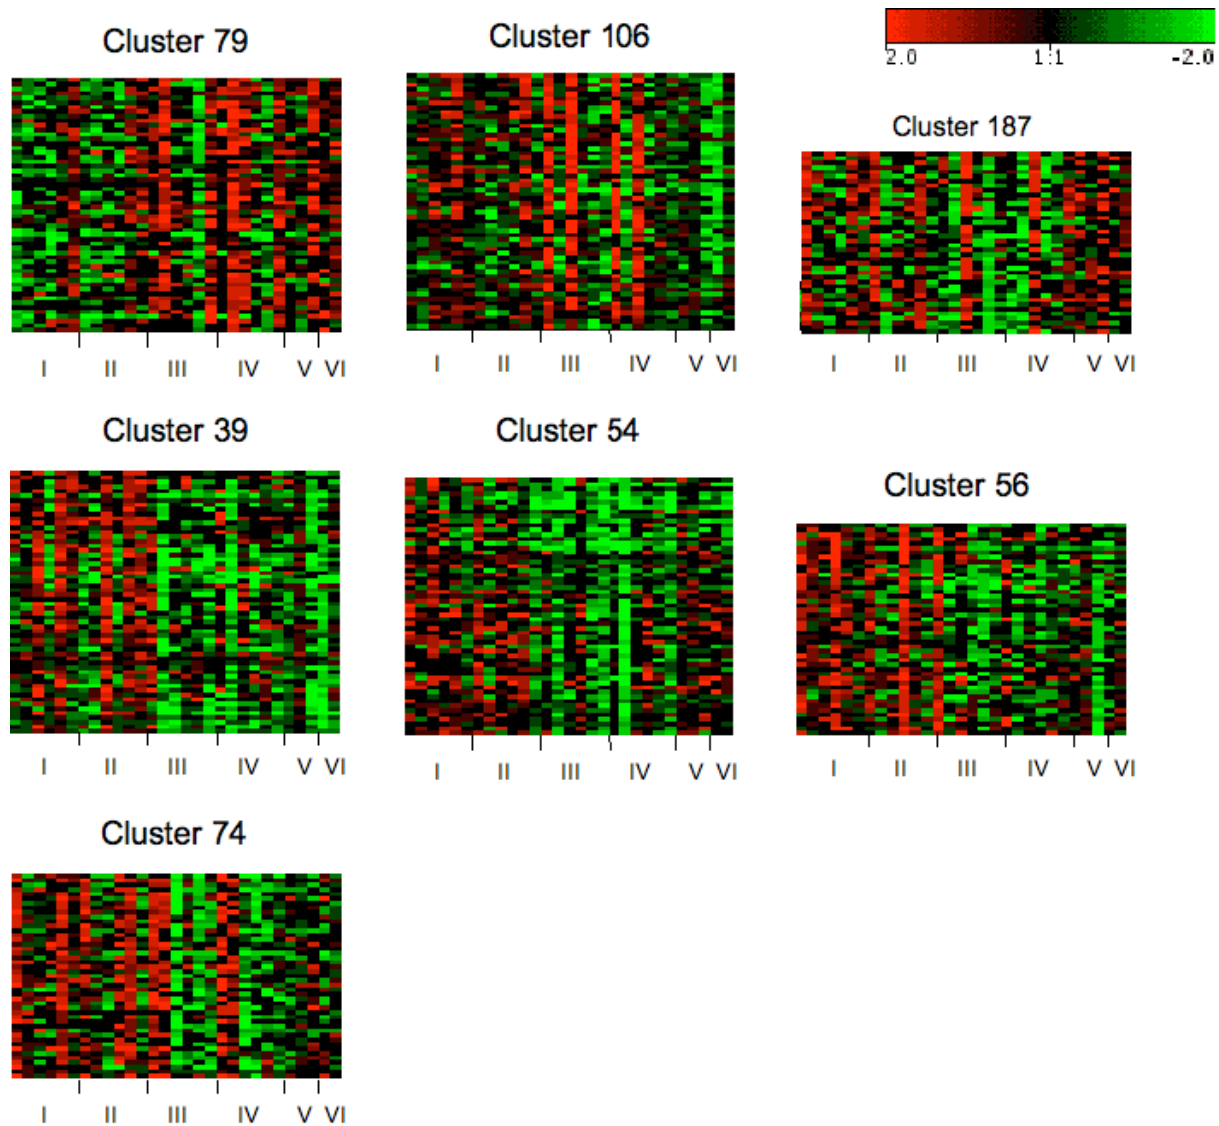 Cluster 79
Cluster 106
2.0 1:1 -2.0
Cluster 187
I II III IV V VI
I II III IV V VI
I II III IV V VI
Cluster 39
Cluster 54
Cluster 56
I II III IV V VI
I II III IV V VI
I II III IV V VI
Cluster 74
I II III IV V VI